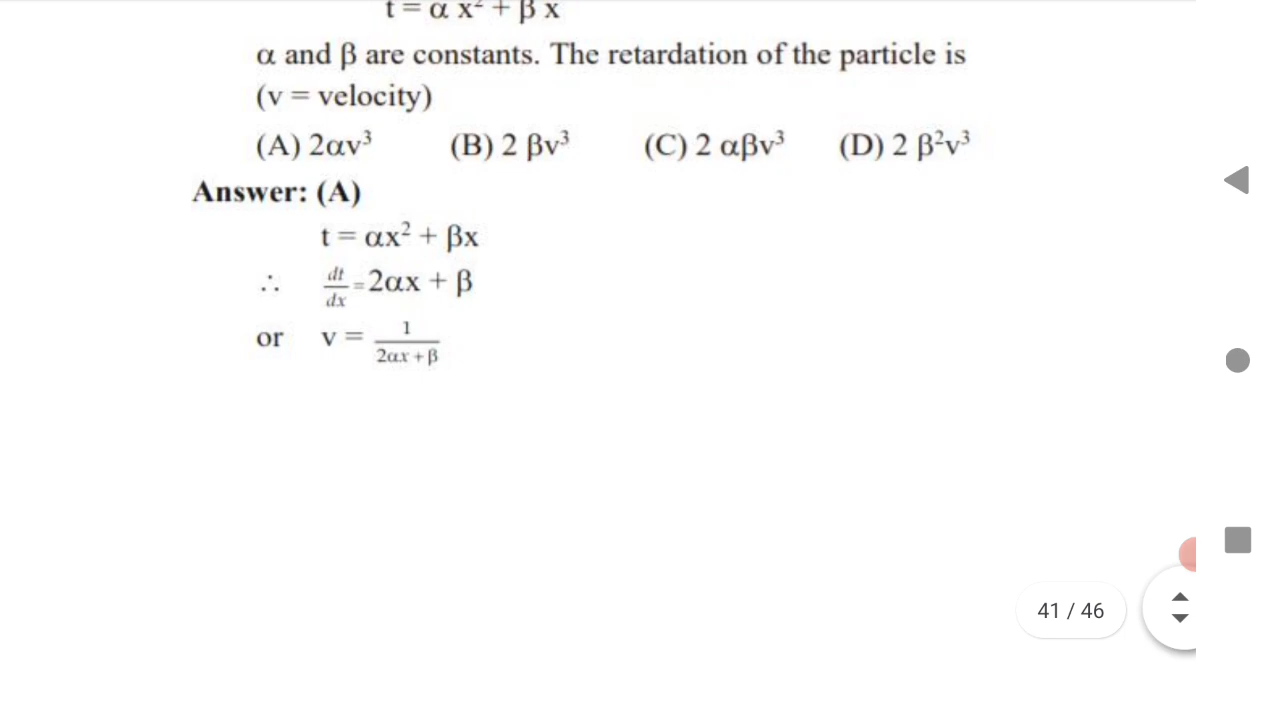 t = α x² + β x
α and β are constants. The retardation of the particle is
(v = velocity)
(A) 2αv³ (B) 2 βv³ (C) 2 αβv³ (D) 2 β²v³
Answer: (A)
t = αx² + βx
∴ dt/dx = 2αx + β
or v = 1/(2αx + β)
41 / 46